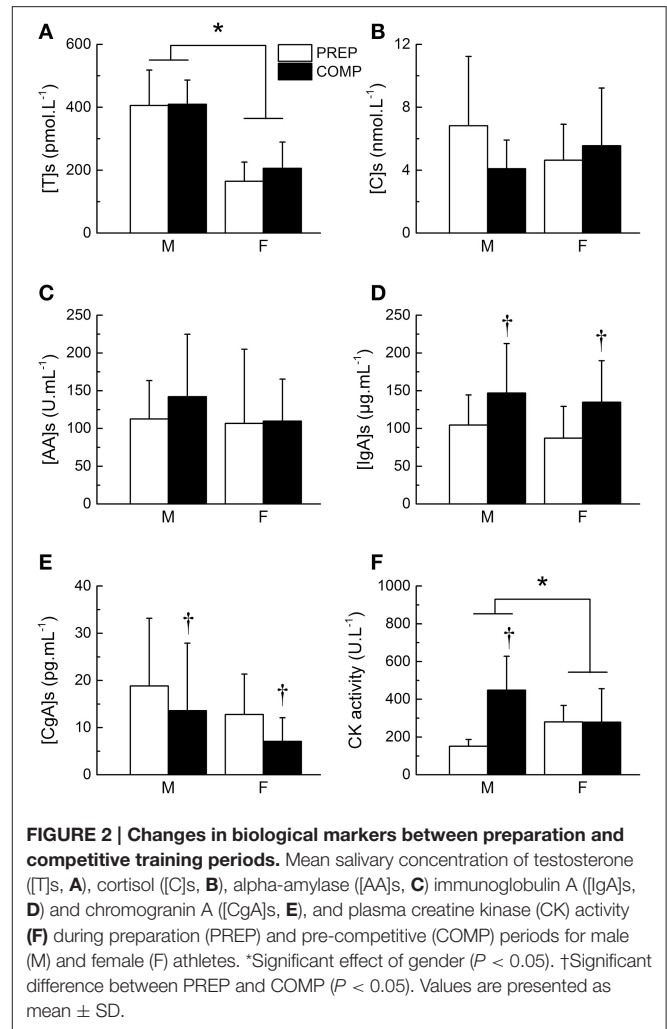 A
B
600
400
200
0
[T]s (pmol.L⁻¹)
*
PREP
COMP
M
F
12
8
4
0
[C]s (nmol.L⁻¹)
M
F
C
D
250
200
150
100
50
0
[AA]s (U.mL⁻¹)
M
F
250
200
150
100
50
0
[IgA]s (µg.mL⁻¹)
†
†
M
F
E
F
40
30
20
10
0
[CgA]s (pg.mL⁻¹)
†
†
M
F
1000
800
600
400
200
0
CK activity (U.L⁻¹)
*
†
M
F
FIGURE 2 | Changes in biological markers between preparation and
competitive training periods. Mean salivary concentration of testosterone
([T]s, A), cortisol ([C]s, B), alpha-amylase ([AA]s, C) immunoglobulin A ([IgA]s,
D) and chromogranin A ([CgA]s, E), and plasma creatine kinase (CK) activity
(F) during preparation (PREP) and pre-competitive (COMP) periods for male
(M) and female (F) athletes. *Significant effect of gender (P < 0.05). †Significant
difference between PREP and COMP (P < 0.05). Values are presented as
mean ± SD.